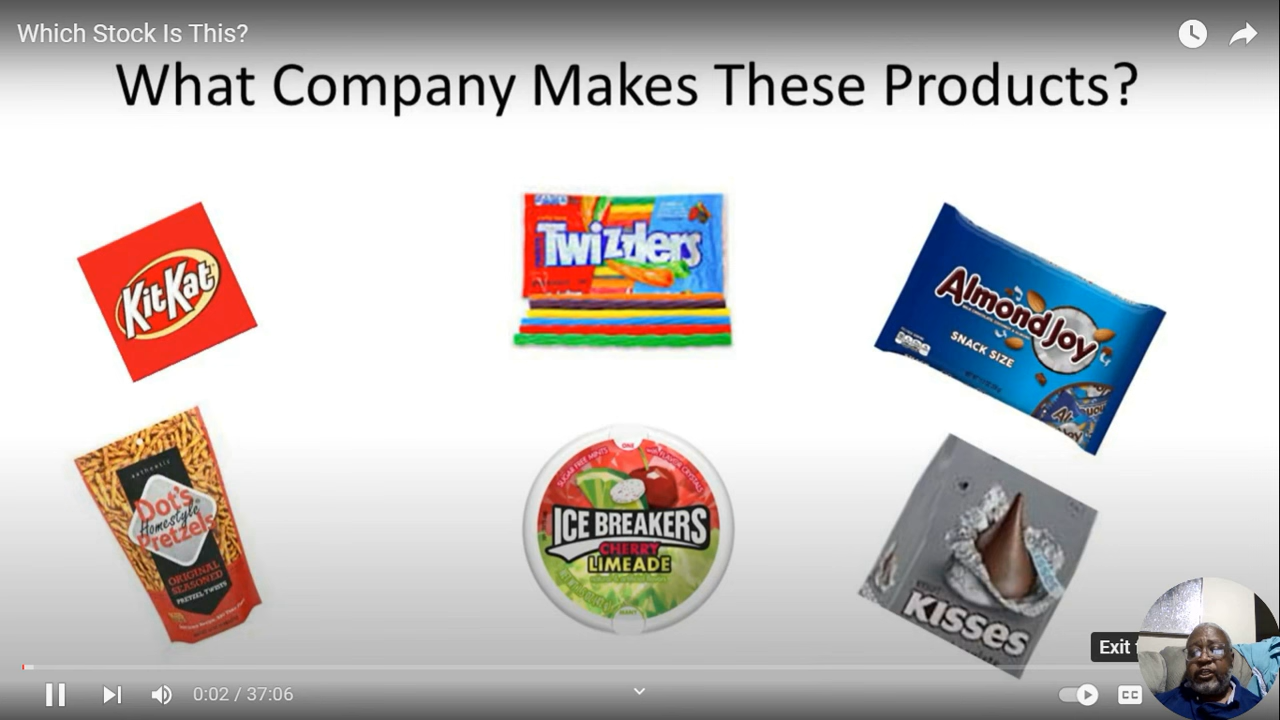 Which Stock Is This?
What Company Makes These Products?
KitKat
Twizzlers
Almond Joy
SNACK SIZE
authentic
Dot's
Homestyle
Pretzels
ORIGINAL
SEASONED
PRETZEL TWISTS
SUGAR FREE MINTS
ICE BREAKERS
CHERRY
LIMEADE
KISSES
Exit
0:02 / 37:06
CC